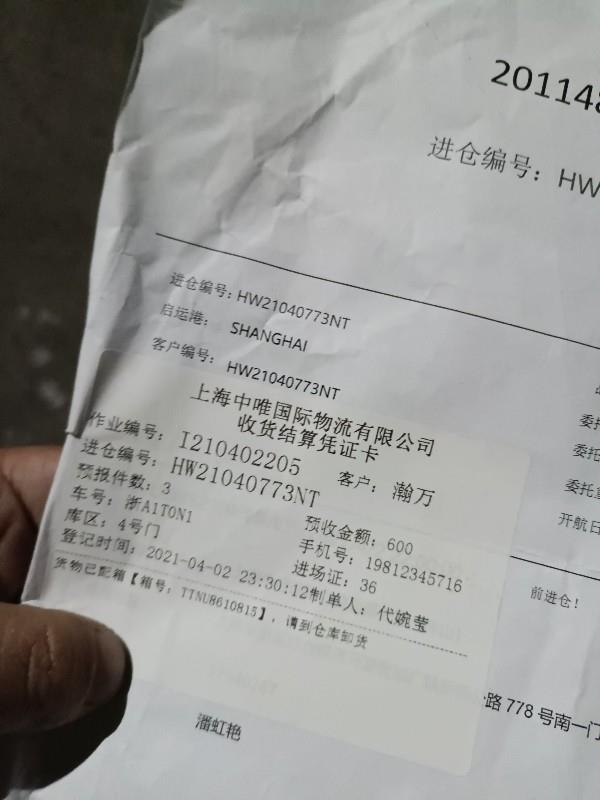 201148
进仓编号：HW
进仓编号：HW21040773NT
启运港： SHANGHAI
客户编号： HW21040773NT
委托
委托
委托
开航日
前进仓！
上海中唯国际物流有限公司
收货结算凭证卡
作业编号： I210402205 客户： 瀚万
进仓编号： HW21040773NT
预报件数：3 预收金额：600
车号：浙A1T0N1 手机号：19812345716
库区：4号门 进场证：36
登记时间：2021-04-02 23:30:12 制单人：代婉莹
货物已配箱【箱号：TTNU8610815】，请到仓库卸货
路 778 号南一门
潘虹艳